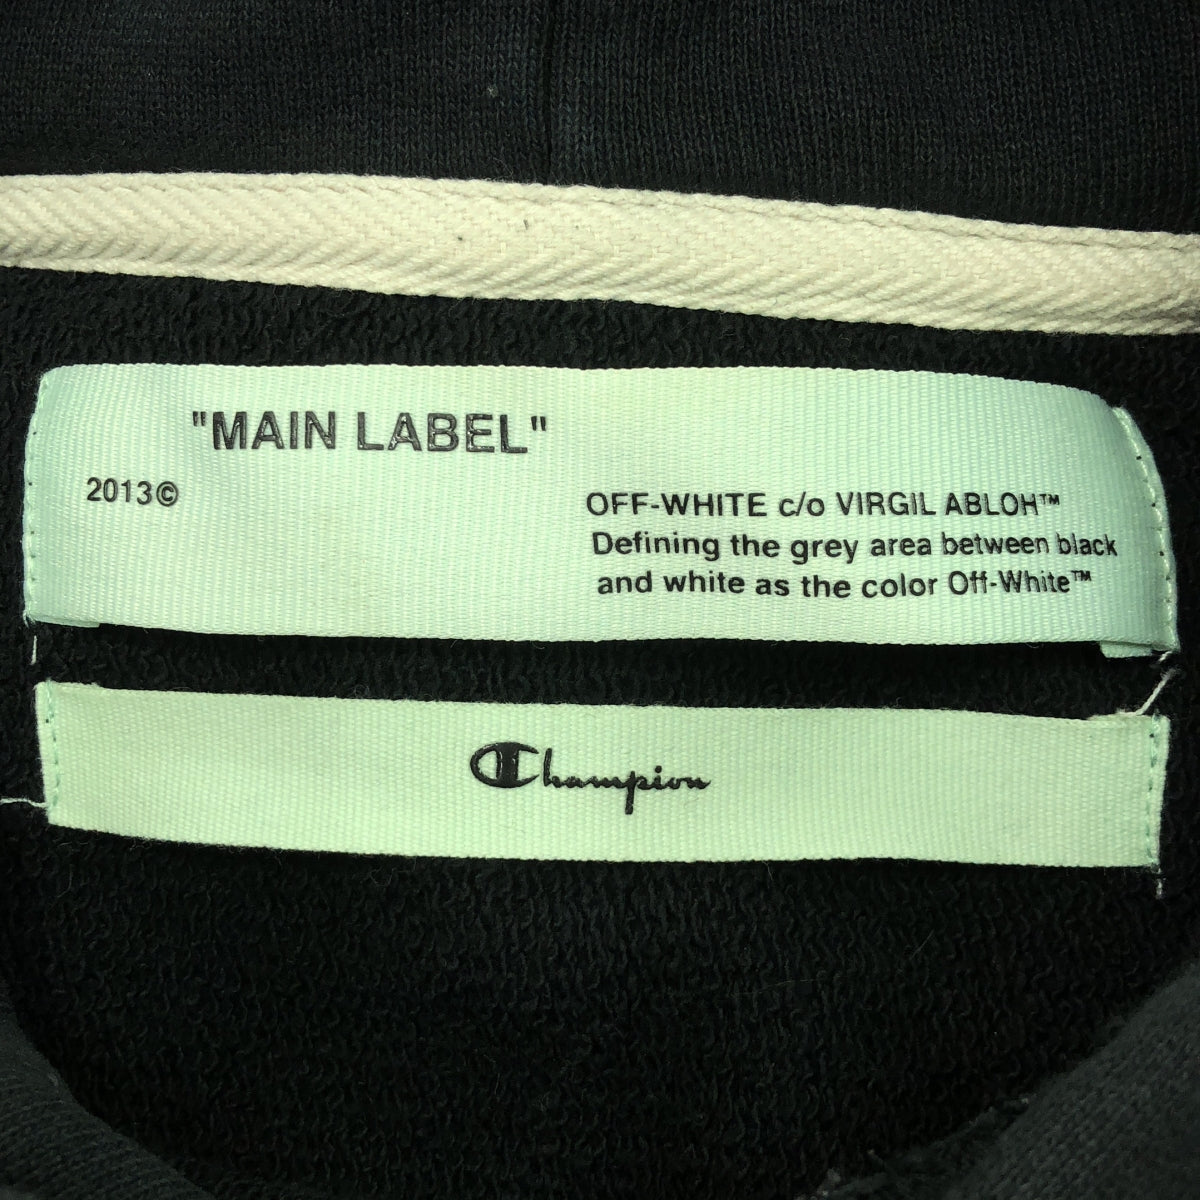 "MAIN LABEL"
2013©
OFF-WHITE c/o VIRGIL ABLOH™
Defining the grey area between black
and white as the color Off-White™
Champion